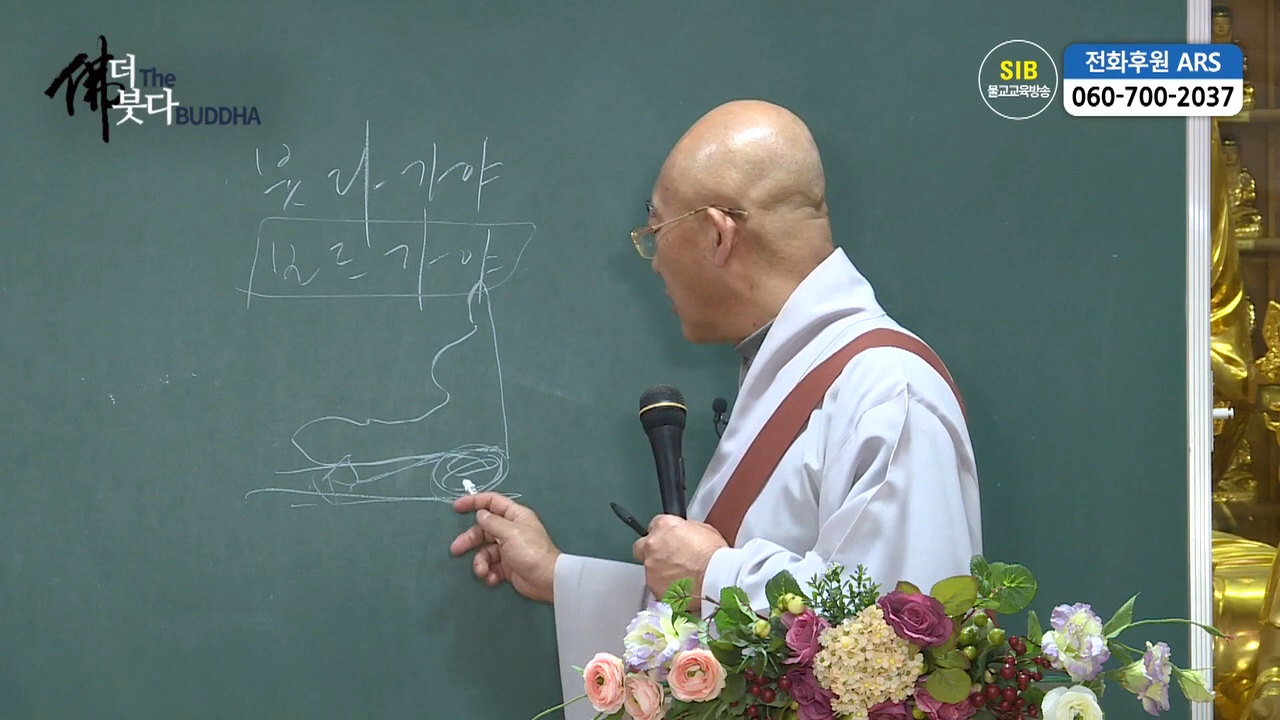 佛 더 The
붓다 BUDDHA
SIB
불교교육방송
전화후원 ARS
060-700-2037
붓다가야
보르가야